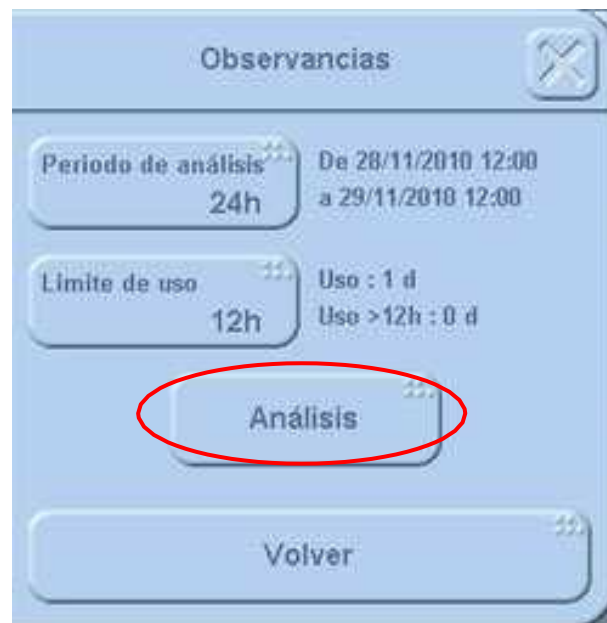 Observancias
Periodo de análisis
24h
De 28/11/2010 12:00
a 29/11/2010 12:00
Limite de uso
12h
Uso : 1 d
Uso >12h : 0 d
Análisis
Volver